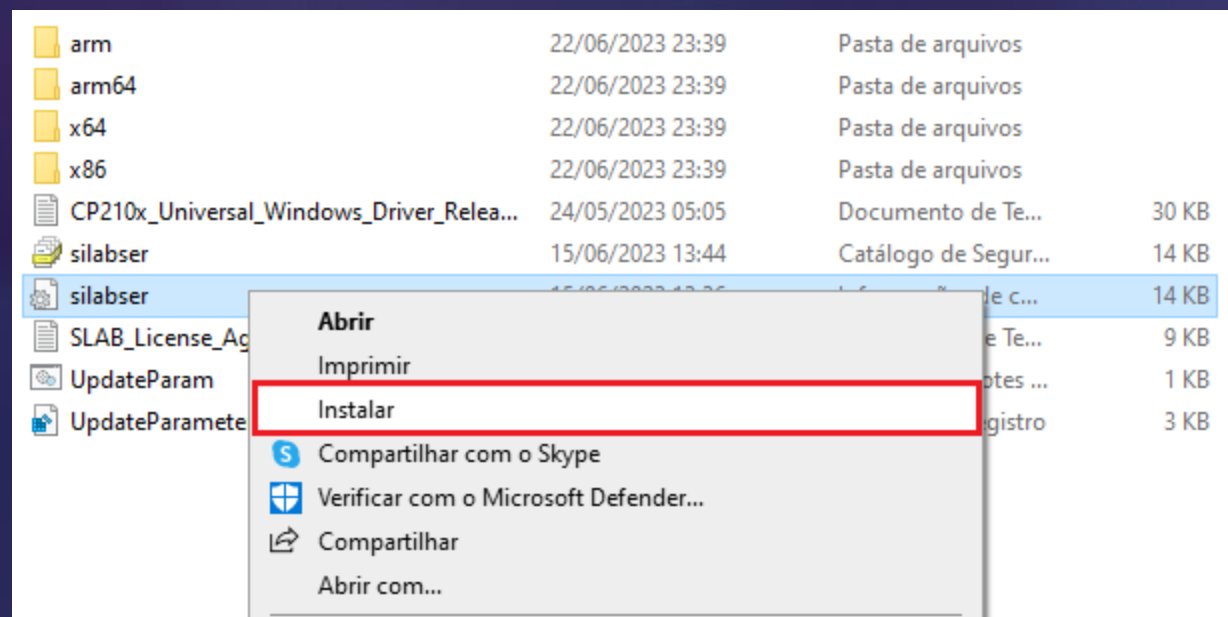 arm 22/06/2023 23:39 Pasta de arquivos
arm64 22/06/2023 23:39 Pasta de arquivos
x64 22/06/2023 23:39 Pasta de arquivos
x86 22/06/2023 23:39 Pasta de arquivos
CP210x_Universal_Windows_Driver_Relea... 24/05/2023 05:05 Documento de Te... 30 KB
silabser 15/06/2023 13:44 Catálogo de Segur... 14 KB
silabser de c... 14 KB
SLAB_License_Ag e Te... 9 KB
UpdateParam otes ... 1 KB
UpdateParamete gistro 3 KB
Abrir
Imprimir
Instalar
Compartilhar com o Skype
Verificar com o Microsoft Defender...
Compartilhar
Abrir com...